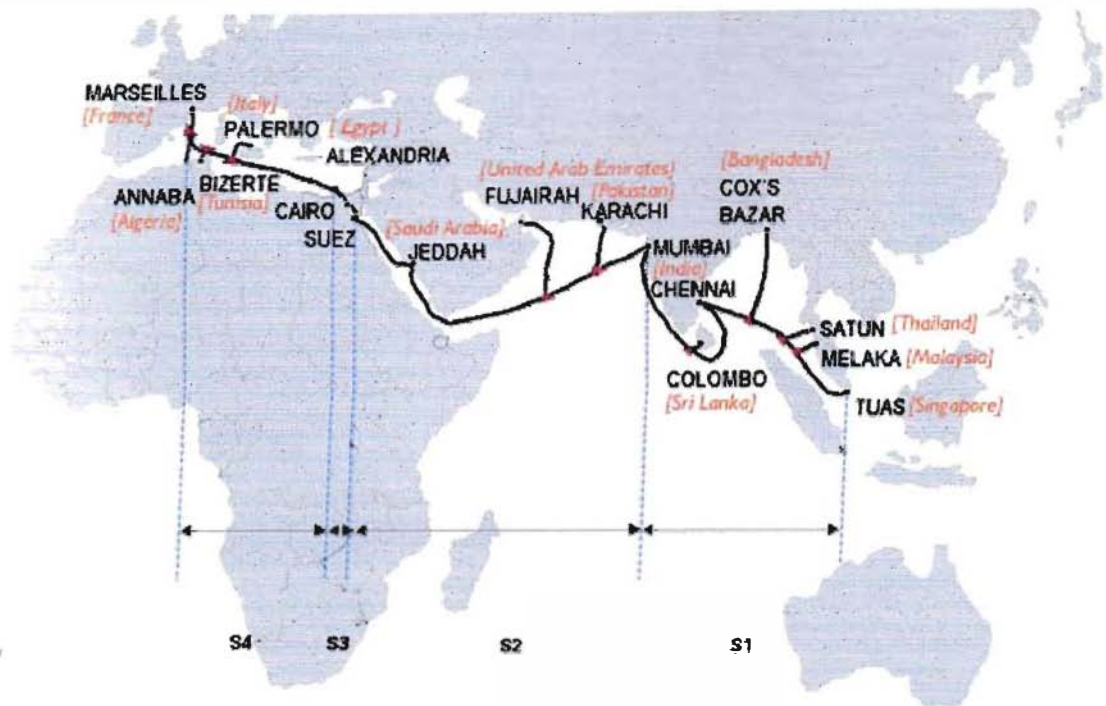 MARSEILLES
[France]
[Italy]
PALERMO
[Egypt]
ALEXANDRIA
ANNABA
[Algeria]
BIZERTE
[Tunisia]
CAIRO
SUEZ
[Saudi Arabia]
JEDDAH
[United Arab Emirates]
FUJAIRAH
[Pakistan]
KARACHI
[Bangladesh]
COX'S
BAZAR
MUMBAI
[India]
CHENNAI
COLOMBO
[Sri Lanka]
SATUN [Thailand]
MELAKA [Malaysia]
TUAS [Singapore]
S4
S3
S2
S1